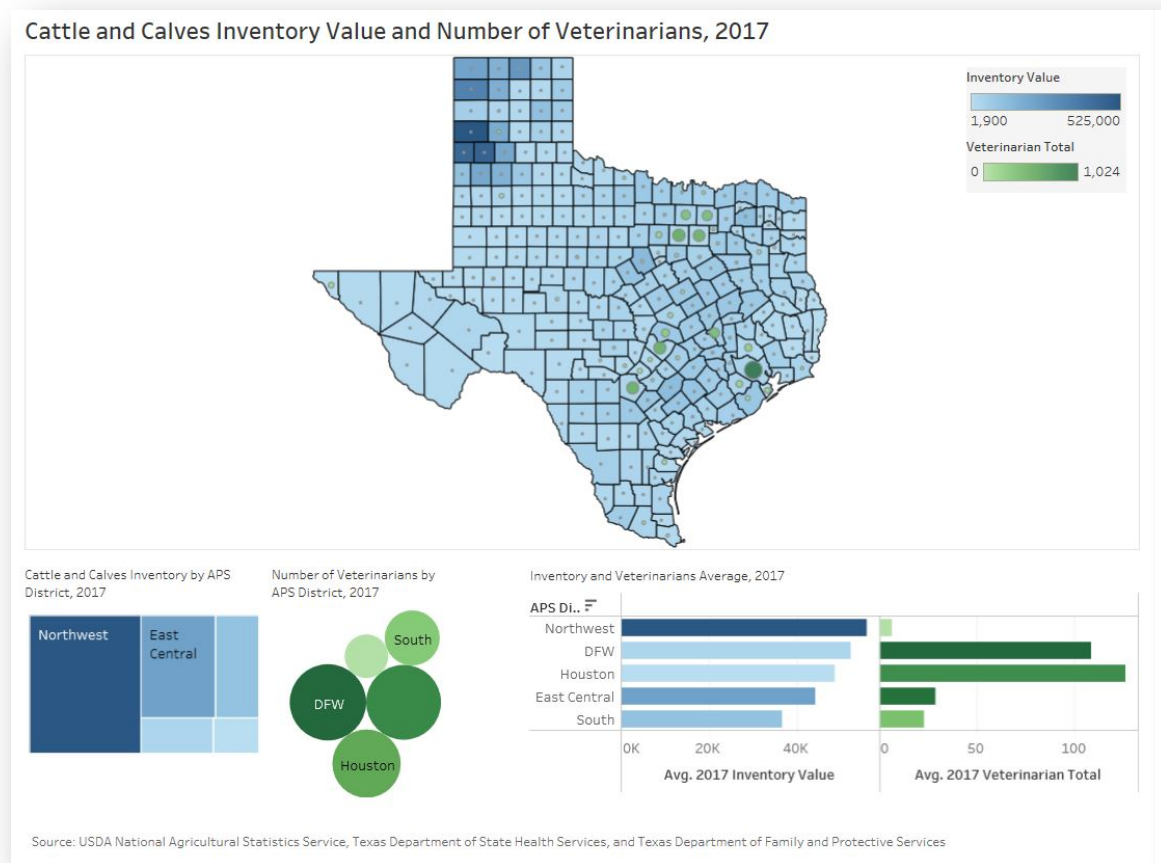 Cattle and Calves Inventory Value and Number of Veterinarians, 2017
Inventory Value
1,900 525,000
Veterinarian Total
0 1,024
Cattle and Calves Inventory by APS
District, 2017
Northwest
East
Central
Number of Veterinarians by
APS District, 2017
South
DFW
Houston
Inventory and Veterinarians Average, 2017
APS Di..
Northwest
DFW
Houston
East Central
South
0K 20K 40K
Avg. 2017 Inventory Value
0 50 100
Avg. 2017 Veterinarian Total
Source: USDA National Agricultural Statistics Service, Texas Department of State Health Services, and Texas Department of Family and Protective Services